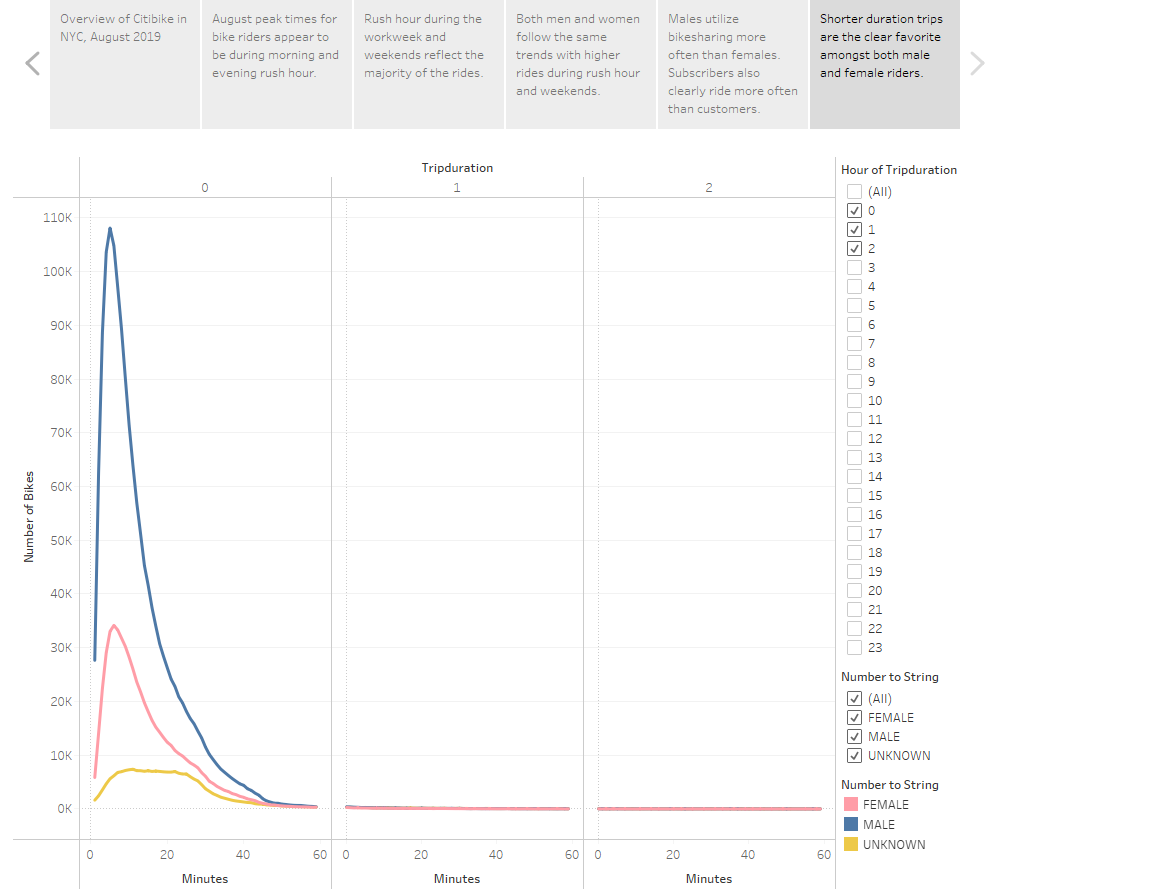 Overview of Citibike in
NYC, August 2019
August peak times for
bike riders appear to
be during morning and
evening rush hour.
Rush hour during the
workweek and
weekends reflect the
majority of the rides.
Both men and women
follow the same
trends with higher
rides during rush hour
and weekends.
Males utilize
bikesharing more
often than females.
Subscribers also
clearly ride more often
than customers.
Shorter duration trips
are the clear favorite
amongst both male
and female riders.
Tripduration
0
1
2
110K
100K
90K
80K
70K
60K
50K
40K
30K
20K
10K
0K
Number of Bikes
0
20
40
60
0
20
40
60
0
20
40
60
Minutes
Minutes
Minutes
Hour of Tripduration
(All)
0
1
2
3
4
5
6
7
8
9
10
11
12
13
14
15
16
17
18
19
20
21
22
23
Number to String
(All)
FEMALE
MALE
UNKNOWN
Number to String
FEMALE
MALE
UNKNOWN